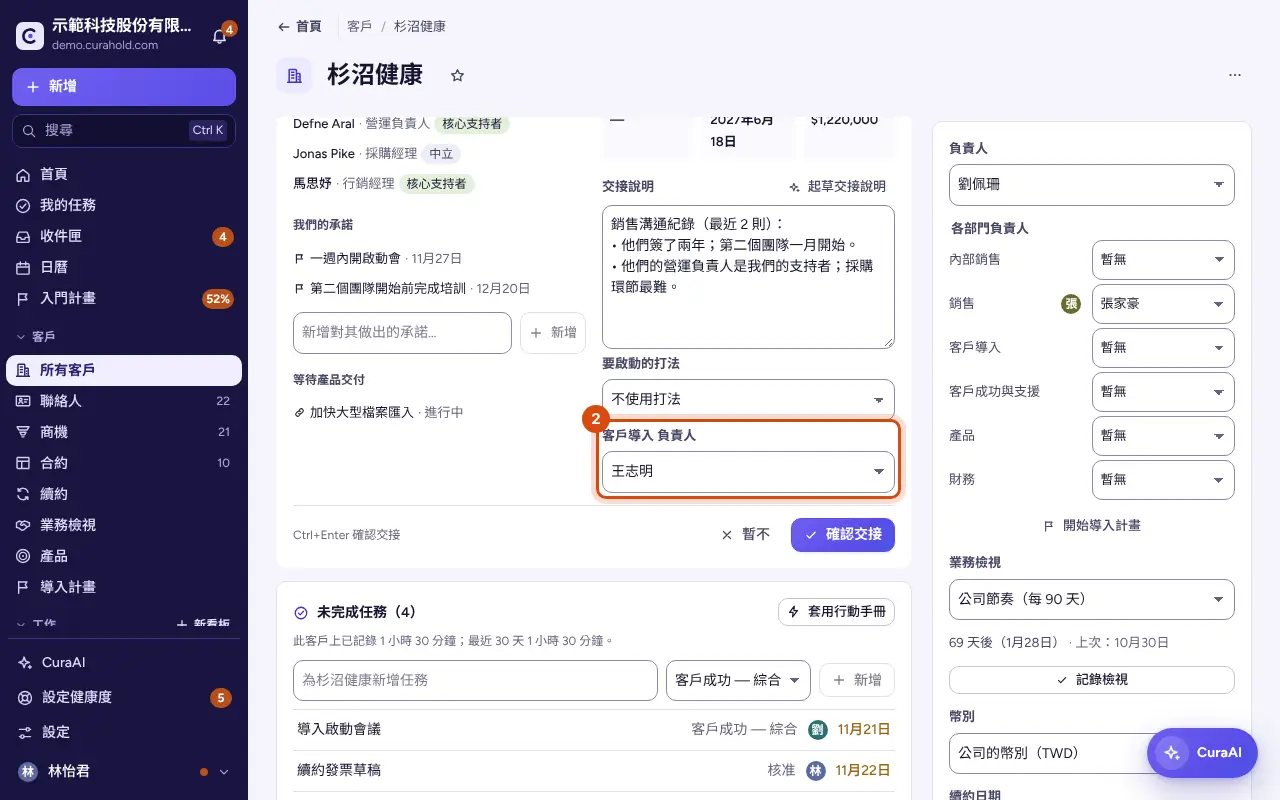 示範科技股份有限...
demo.curahold.com
4
新增
搜尋
Ctrl K
首頁
我的任務
收件匣
4
日曆
入門計畫
52%
客戶
所有客戶
聯絡人
22
商機
21
合約
10
續約
業務檢視
產品
導入計畫
工作
新看板
CuraAI
設定健康度
5
設定
林
林怡君
首頁
客戶 / 杉沼健康
杉沼健康
Defne Aral · 營運負責人 核心支持者
Jonas Pike · 採購經理 中立
馬思妤 · 行銷經理 核心支持者
我們的承諾
一週內開啟動會 · 11月27日
第二個團隊開始前完成培訓 · 12月20日
新增對其做出的承諾...
新增
等待產品交付
加快大型檔案匯入 · 進行中
—
2027年6月18日
$1,220,000
交接說明
起草交接說明
銷售溝通紀錄（最近 2 則）：
• 他們簽了兩年；第二個團隊一月開始。
• 他們的營運負責人是我們的支持者；採購環節最難。
要啟動的打法
不使用打法
2
客戶導入 負責人
王志明
Ctrl+Enter 確認交接
暫不
確認交接
未完成任務（4）
套用行動手冊
此客戶上已記錄 1 小時 30 分鐘；最近 30 天 1 小時 30 分鐘。
為杉沼健康新增任務
客戶成功 — 綜合
新增
導入啟動會議
客戶成功 — 綜合
劉
11月21日
續約發票草稿
核准
林
11月22日
負責人
劉佩珊
各部門負責人
內部銷售
暫無
銷售
張
張家豪
客戶導入
暫無
客戶成功與支援
暫無
產品
暫無
財務
暫無
開始導入計畫
業務檢視
公司節奏（每 90 天）
69 天後（1月28日） · 上次：10月30日
記錄檢視
幣別
公司的幣別（TWD）
續約日期
CuraAI